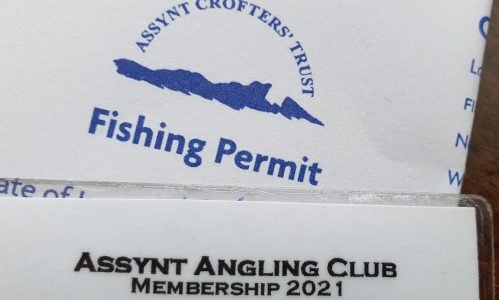 ASSYNT CROFTERS' TRUST
Fishing Permit
ASSYNT ANGLING CLUB
MEMBERSHIP 2021